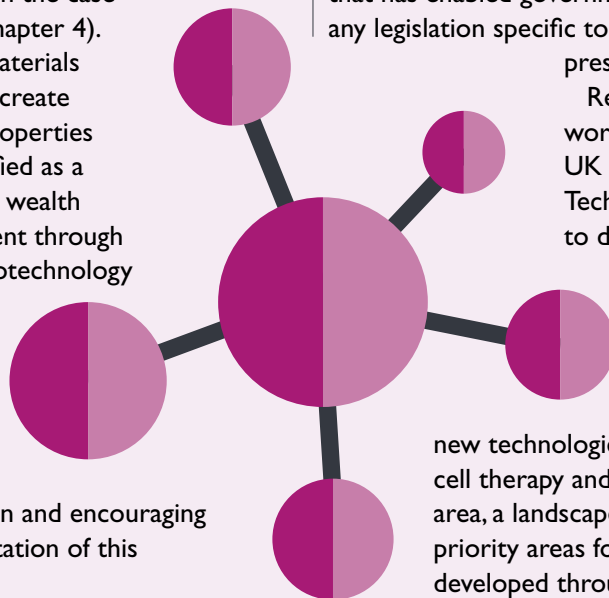 n the case
hapter 4).
aterials
create
operties
fied as a
wealth
ent through
otechnology
n and encouraging
tation of this
that has enabled governm
any legislation specific to
pres
Re
wor
UK
Tech
to d
new technologie
cell therapy and
area, a landscape
priority areas fo
developed throu